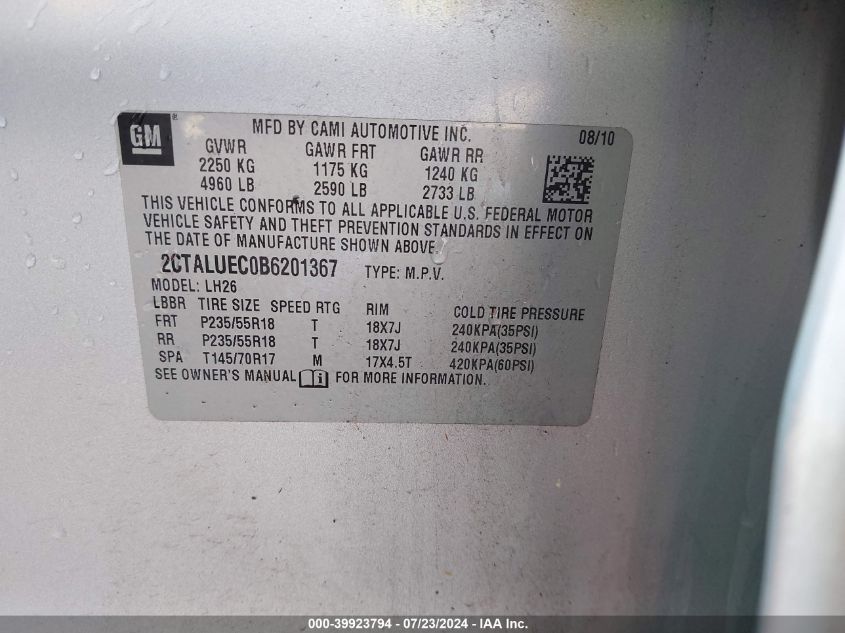 GM®
MFD BY CAMI AUTOMOTIVE INC. 08/10
GVWR GAWR FRT GAWR RR
2250 KG 1175 KG 1240 KG
4960 LB 2590 LB 2733 LB
THIS VEHICLE CONFORMS TO ALL APPLICABLE U.S. FEDERAL MOTOR
VEHICLE SAFETY AND THEFT PREVENTION STANDARDS IN EFFECT ON
THE DATE OF MANUFACTURE SHOWN ABOVE.
2CTALUEC0B6201367 TYPE: M.P.V.
MODEL: LH26
LBBR TIRE SIZE SPEED RTG RIM COLD TIRE PRESSURE
FRT P235/55R18 T 18X7J 240KPA(35PSI)
RR P235/55R18 T 18X7J 240KPA(35PSI)
SPA T145/70R17 M 17X4.5T 420KPA(60PSI)
SEE OWNER'S MANUAL FOR MORE INFORMATION.
000-39923794 - 07/23/2024 - IAA Inc.